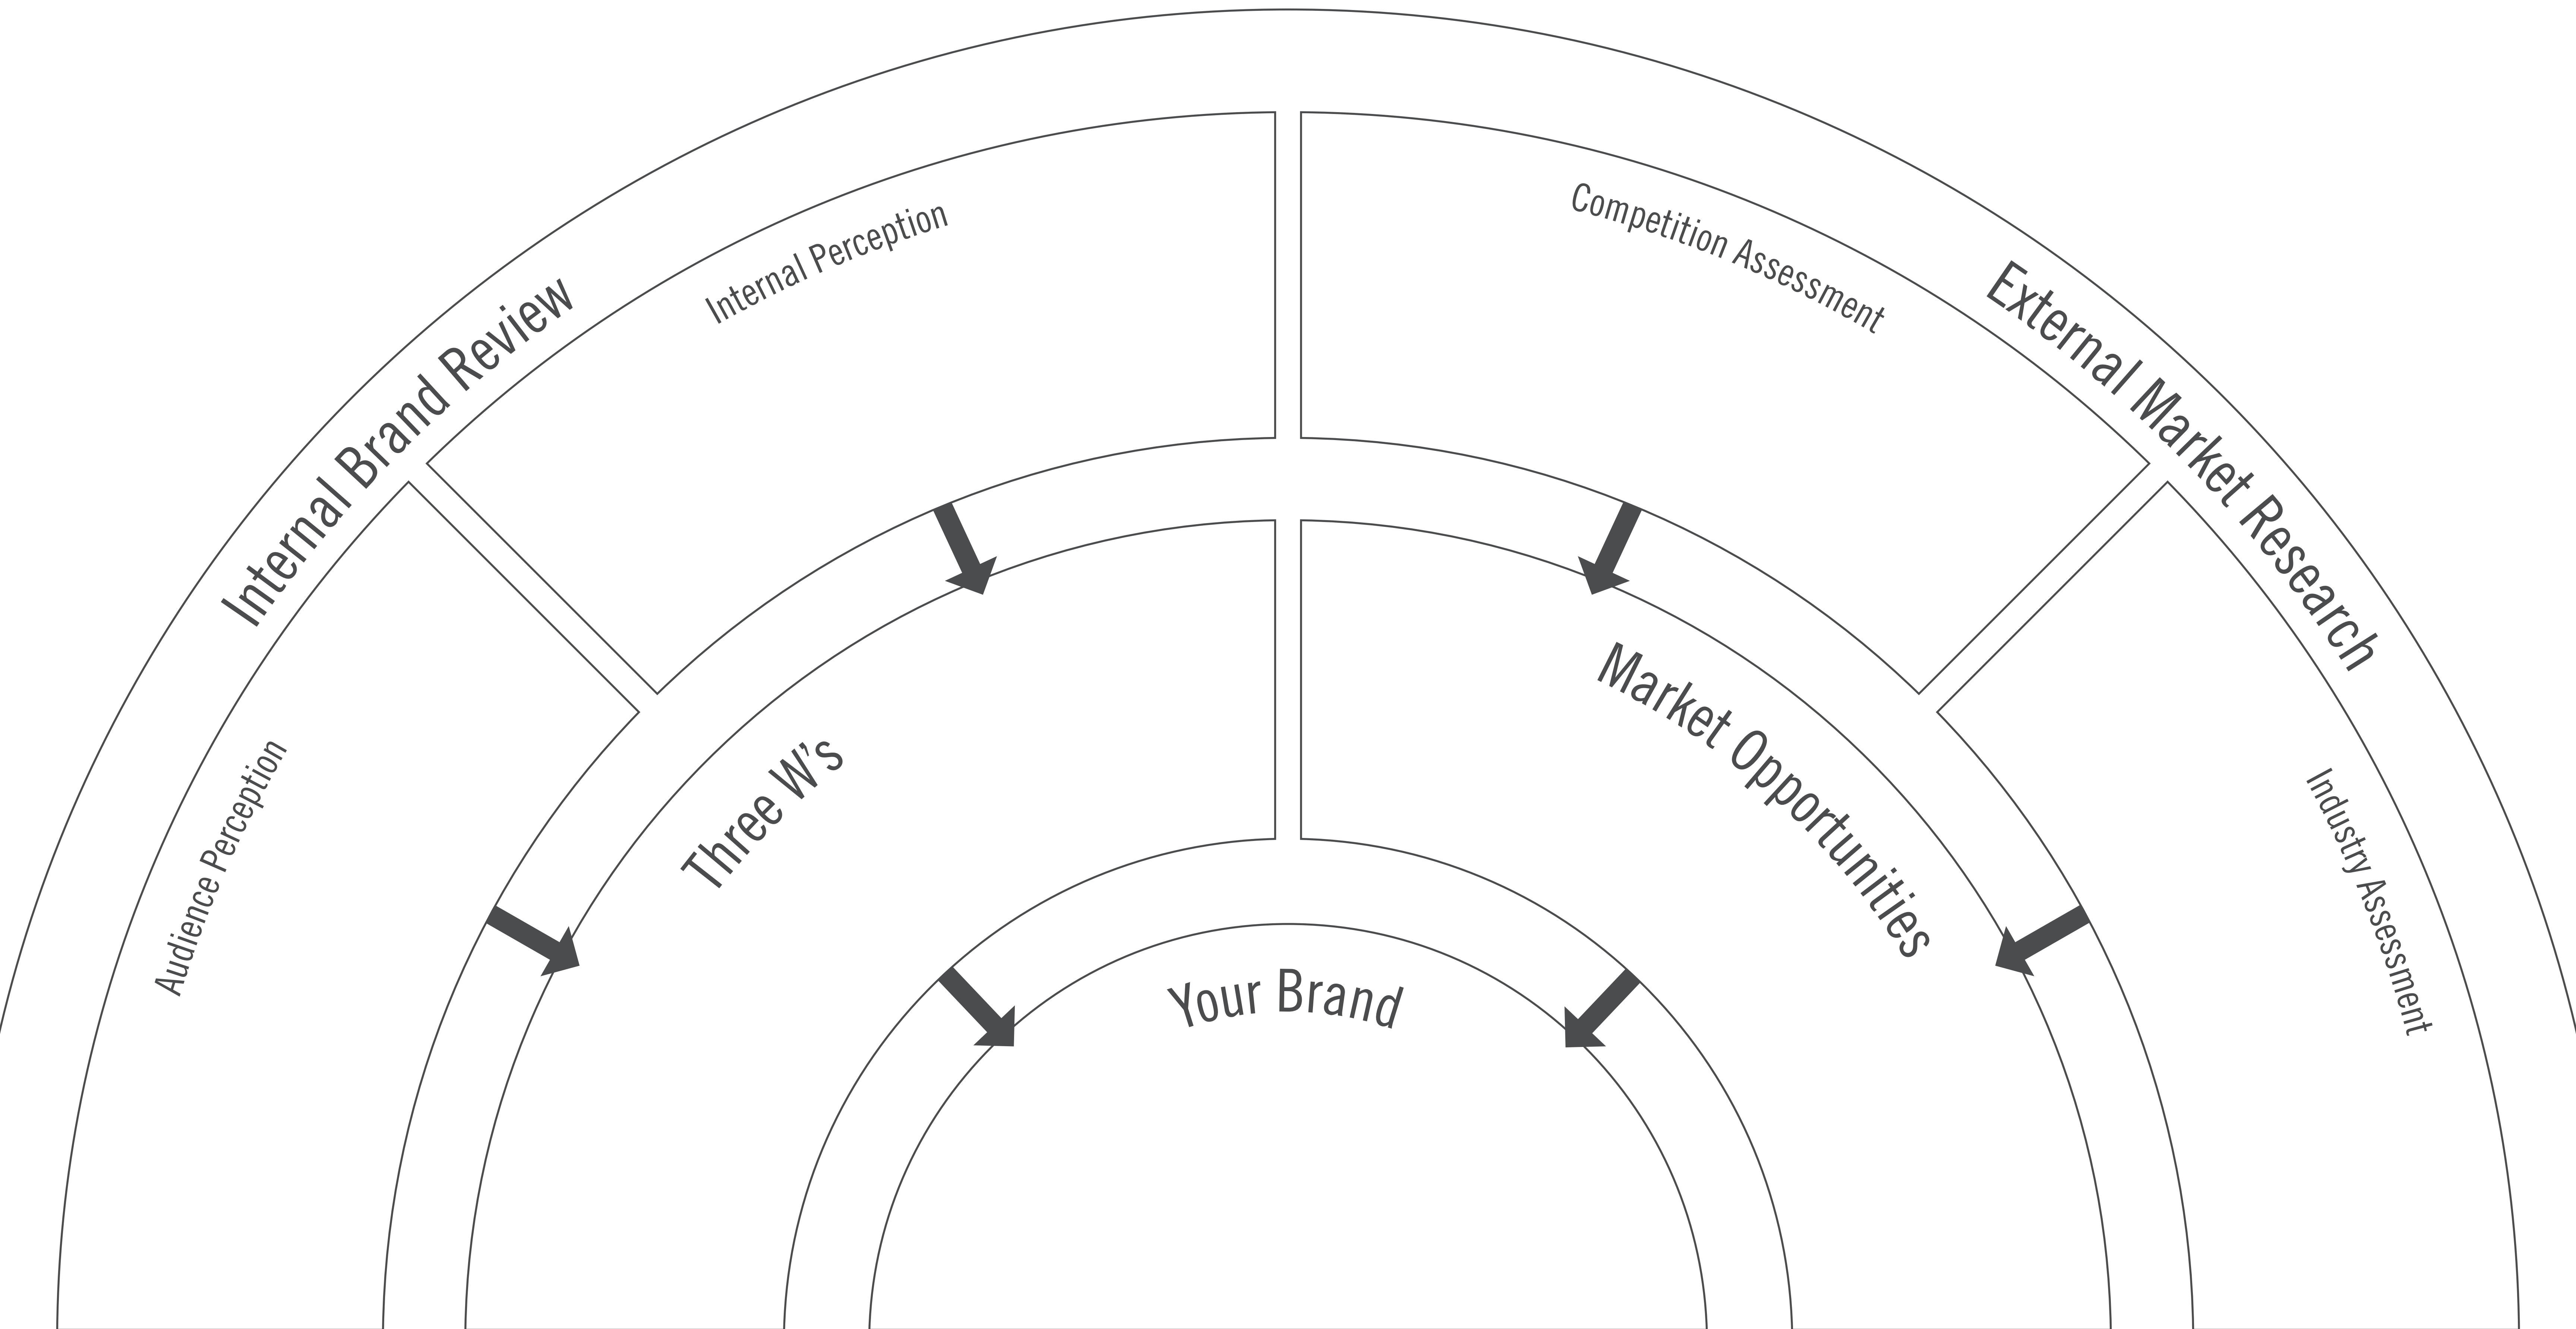 Internal Brand Review
External Market Research
Internal Perception
Competition Assessment
Audience Perception
Industry Assessment
Three W’s
Market Opportunities
Your Brand